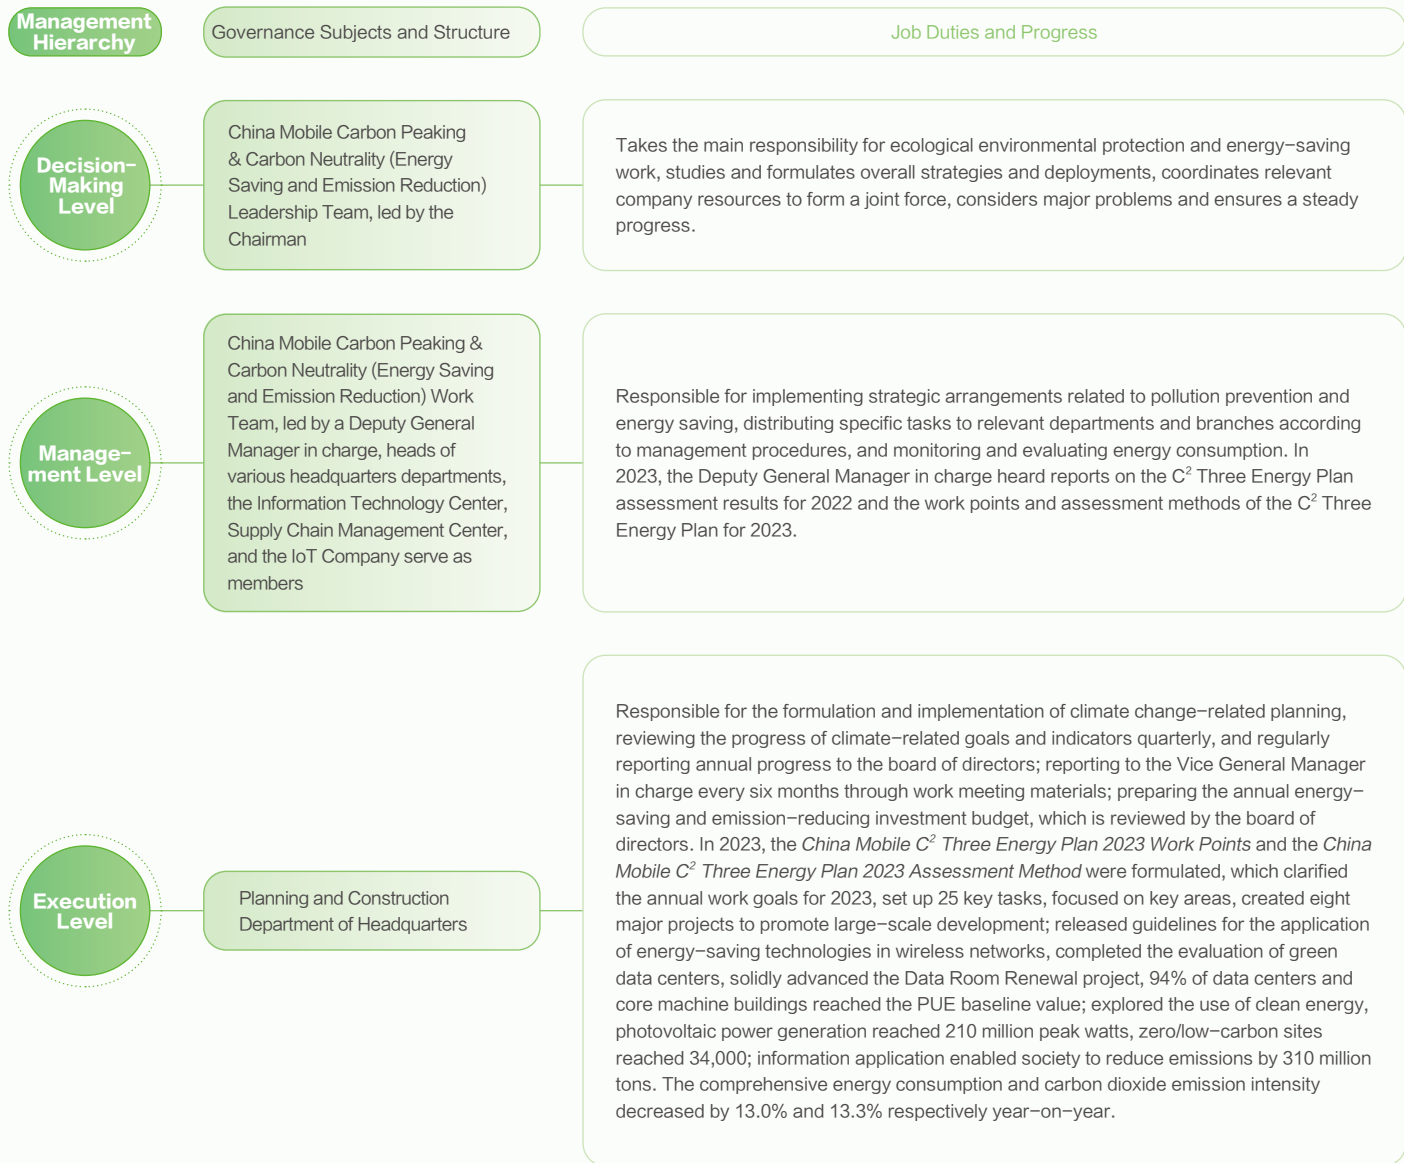 Management
Hierarchy
Governance Subjects and Structure
Job Duties and Progress
Decision-
Making
Level
China Mobile Carbon Peaking
& Carbon Neutrality (Energy
Saving and Emission Reduction)
Leadership Team, led by the
Chairman
Takes the main responsibility for ecological environmental protection and energy-saving
work, studies and formulates overall strategies and deployments, coordinates relevant
company resources to form a joint force, considers major problems and ensures a steady
progress.
Manage-
ment Level
China Mobile Carbon Peaking &
Carbon Neutrality (Energy Saving
and Emission Reduction) Work
Team, led by a Deputy General
Manager in charge, heads of
various headquarters departments,
the Information Technology Center,
Supply Chain Management Center,
and the IoT Company serve as
members
Responsible for implementing strategic arrangements related to pollution prevention and
energy saving, distributing specific tasks to relevant departments and branches according
to management procedures, and monitoring and evaluating energy consumption. In
2023, the Deputy General Manager in charge heard reports on the C² Three Energy Plan
assessment results for 2022 and the work points and assessment methods of the C² Three
Energy Plan for 2023.
Execution
Level
Planning and Construction
Department of Headquarters
Responsible for the formulation and implementation of climate change-related planning,
reviewing the progress of climate-related goals and indicators quarterly, and regularly
reporting annual progress to the board of directors; reporting to the Vice General Manager
in charge every six months through work meeting materials; preparing the annual energy-
saving and emission-reducing investment budget, which is reviewed by the board of
directors. In 2023, the China Mobile C² Three Energy Plan 2023 Work Points and the China
Mobile C² Three Energy Plan 2023 Assessment Method were formulated, which clarified
the annual work goals for 2023, set up 25 key tasks, focused on key areas, created eight
major projects to promote large-scale development; released guidelines for the application
of energy-saving technologies in wireless networks, completed the evaluation of green
data centers, solidly advanced the Data Room Renewal project, 94% of data centers and
core machine buildings reached the PUE baseline value; explored the use of clean energy,
photovoltaic power generation reached 210 million peak watts, zero/low-carbon sites
reached 34,000; information application enabled society to reduce emissions by 310 million
tons. The comprehensive energy consumption and carbon dioxide emission intensity
decreased by 13.0% and 13.3% respectively year-on-year.